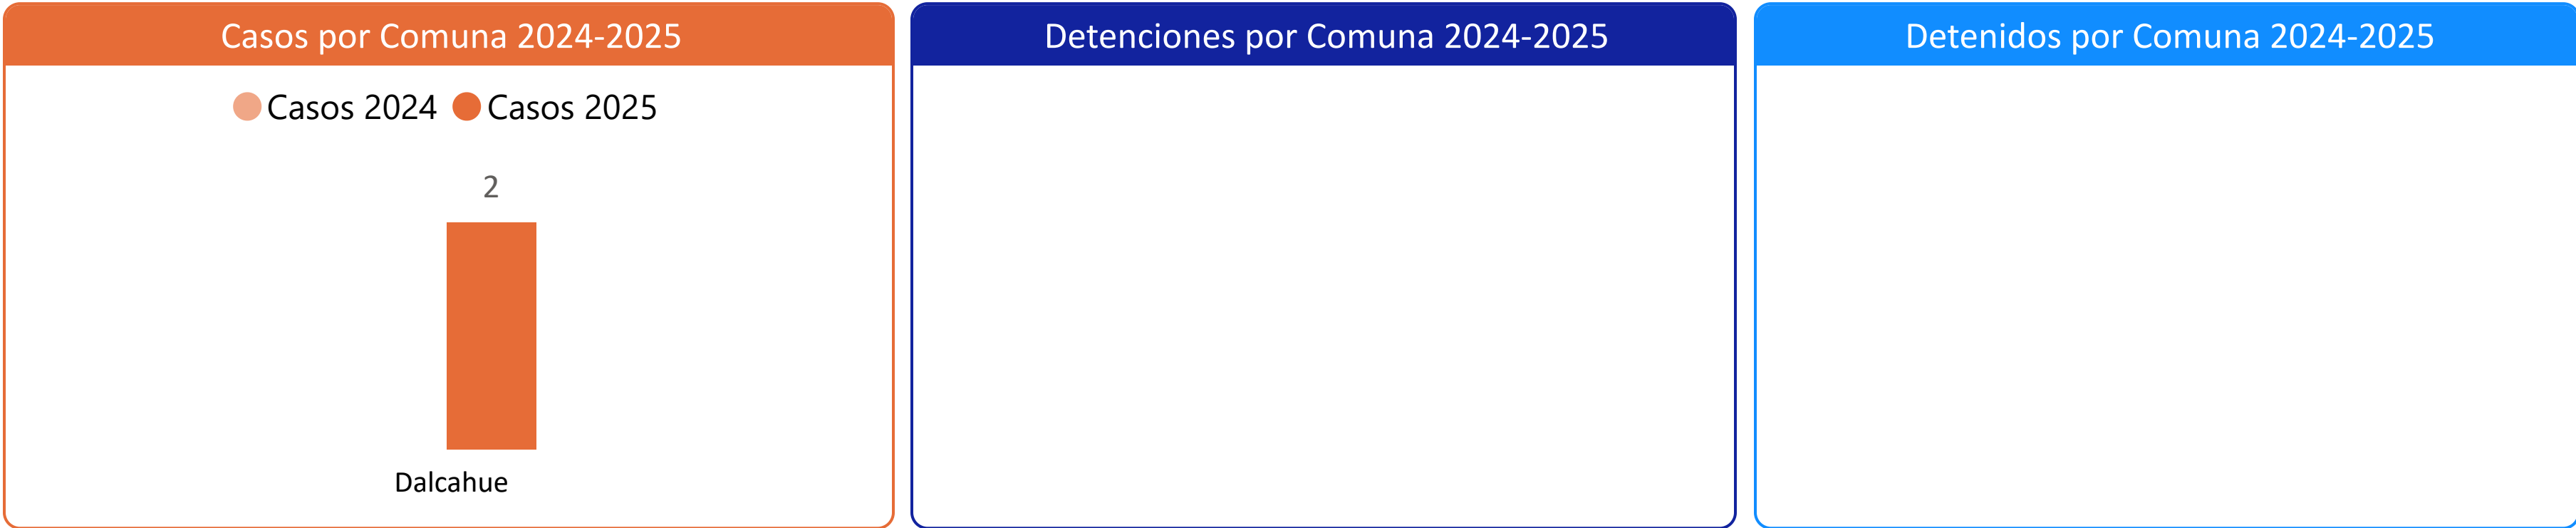 Casos por Comuna 2024-2025
Casos 2024 Casos 2025
2
Dalcahue
Detenciones por Comuna 2024-2025
Detenidos por Comuna 2024-2025